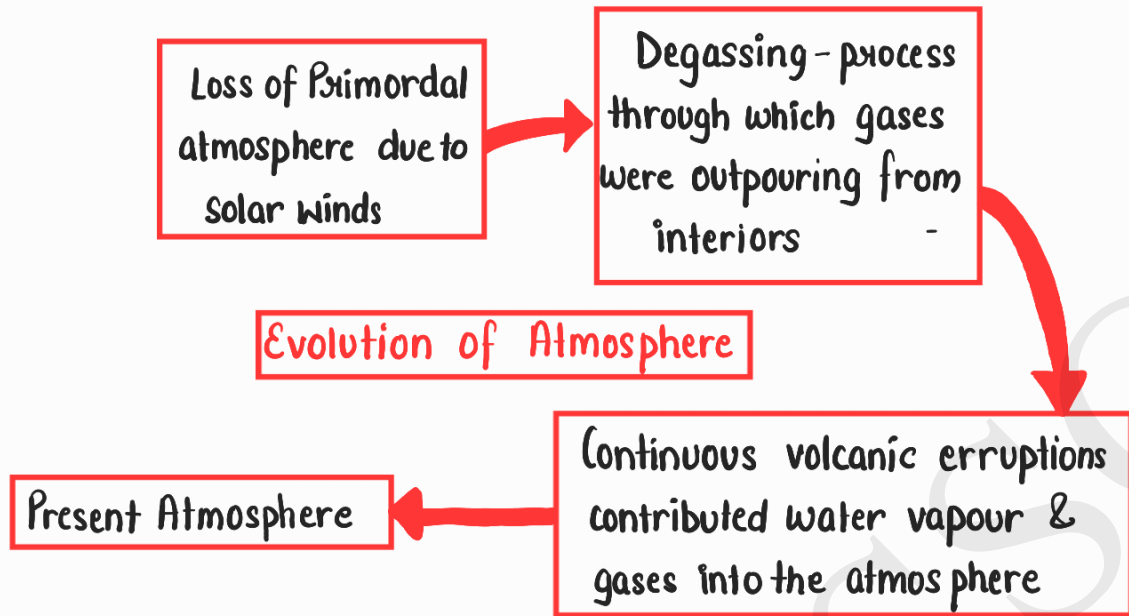 Loss of Primordal
atmosphere due to
solar winds
Degassing - process
through which gases
were outpouring from
interiors -
Evolution of Atmosphere
Continuous volcanic erruptions
contributed water vapour &
gases into the atmosphere
Present Atmosphere